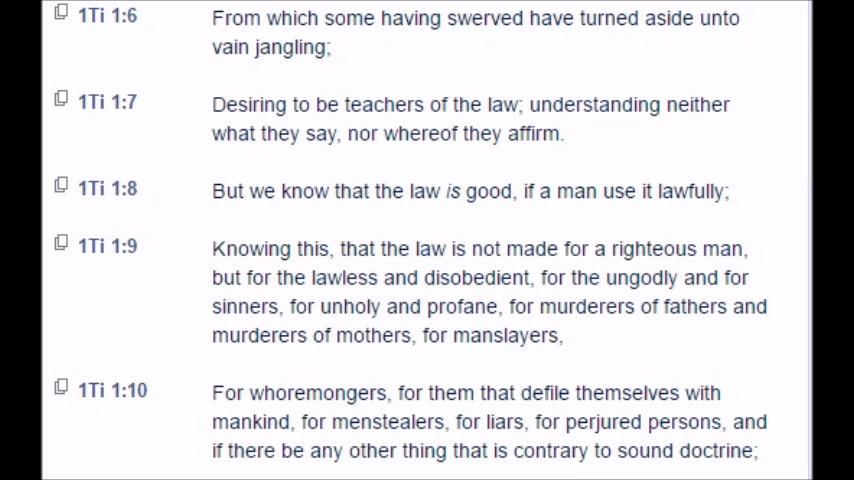 1Ti 1:6 From which some having swerved have turned aside unto
vain jangling;
1Ti 1:7 Desiring to be teachers of the law; understanding neither
what they say, nor whereof they affirm.
1Ti 1:8 But we know that the law is good, if a man use it lawfully;
1Ti 1:9 Knowing this, that the law is not made for a righteous man,
but for the lawless and disobedient, for the ungodly and for
sinners, for unholy and profane, for murderers of fathers and
murderers of mothers, for manslayers,
1Ti 1:10 For whoremongers, for them that defile themselves with
mankind, for menstealers, for liars, for perjured persons, and
if there be any other thing that is contrary to sound doctrine;